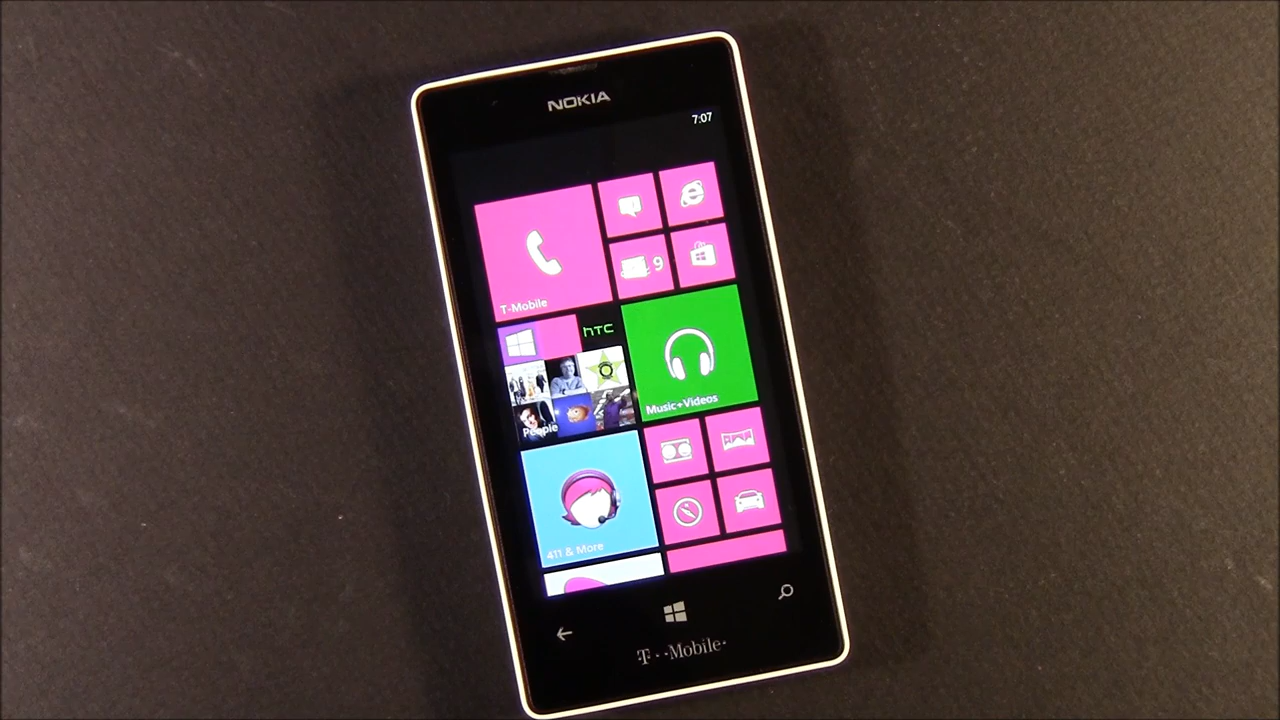 NOKIA
7:07
9
T-Mobile
hTC
Music+Videos
People
411 & More
T··Mobile·